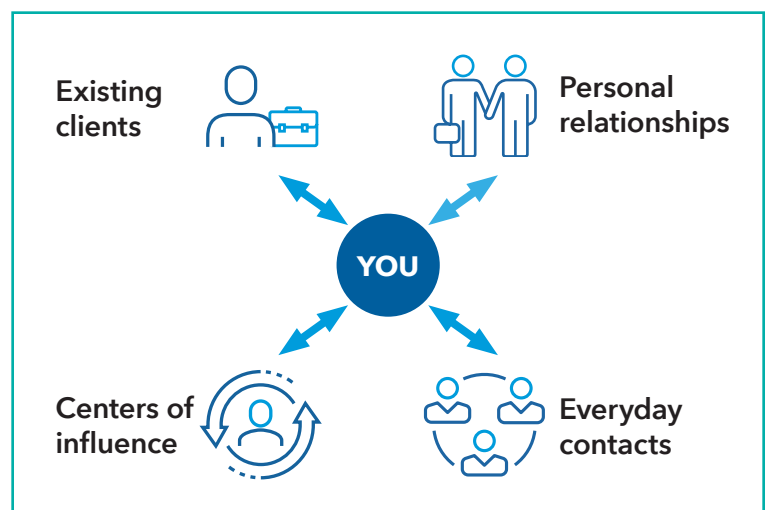 Existing
clients
Personal
relationships
YOU
Centers of
influence
Everyday
contacts